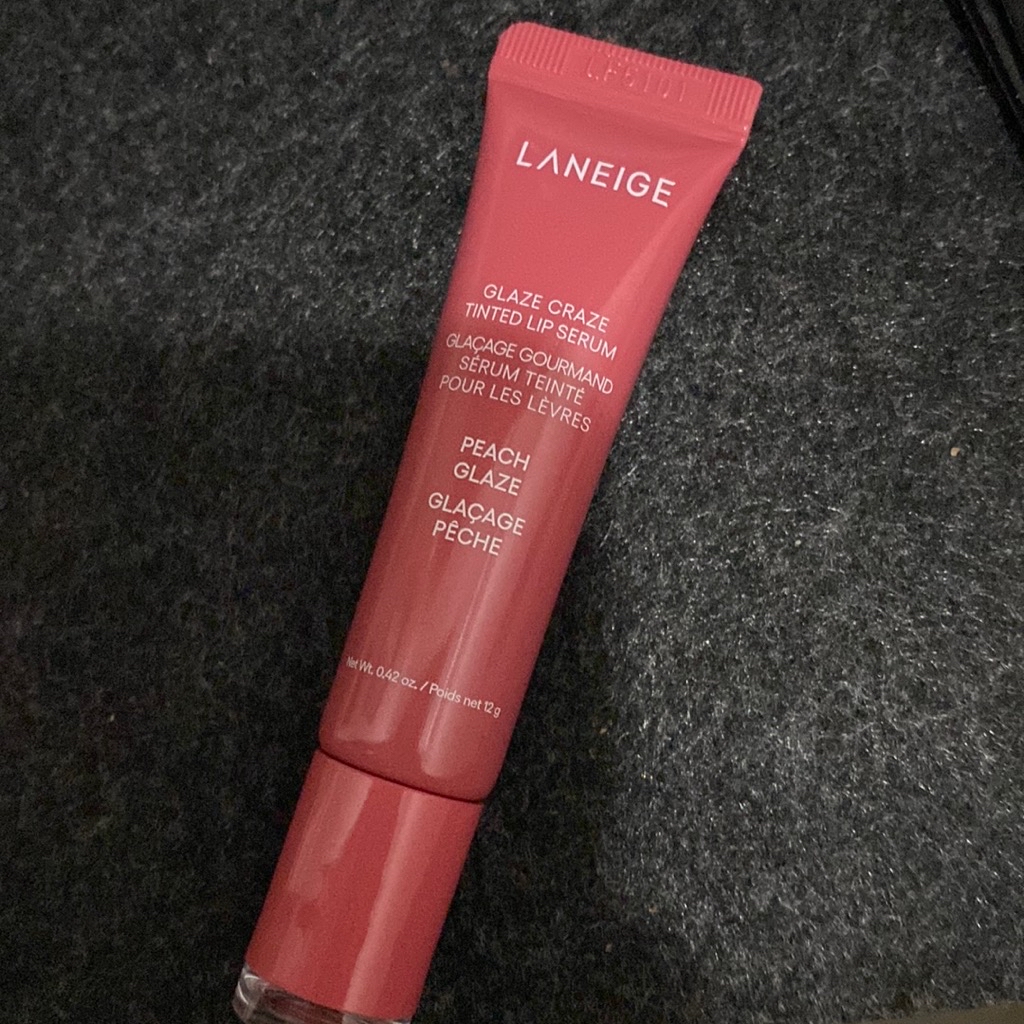 LANEIGE
GLAZE CRAZE
TINTED LIP SERUM
GLAÇAGE GOURMAND
SÉRUM TEINTÉ
POUR LES LÈVRES
PEACH
GLAZE
GLAÇAGE
PÊCHE
Net Wt. 0.42 oz. / Poids net 12 g